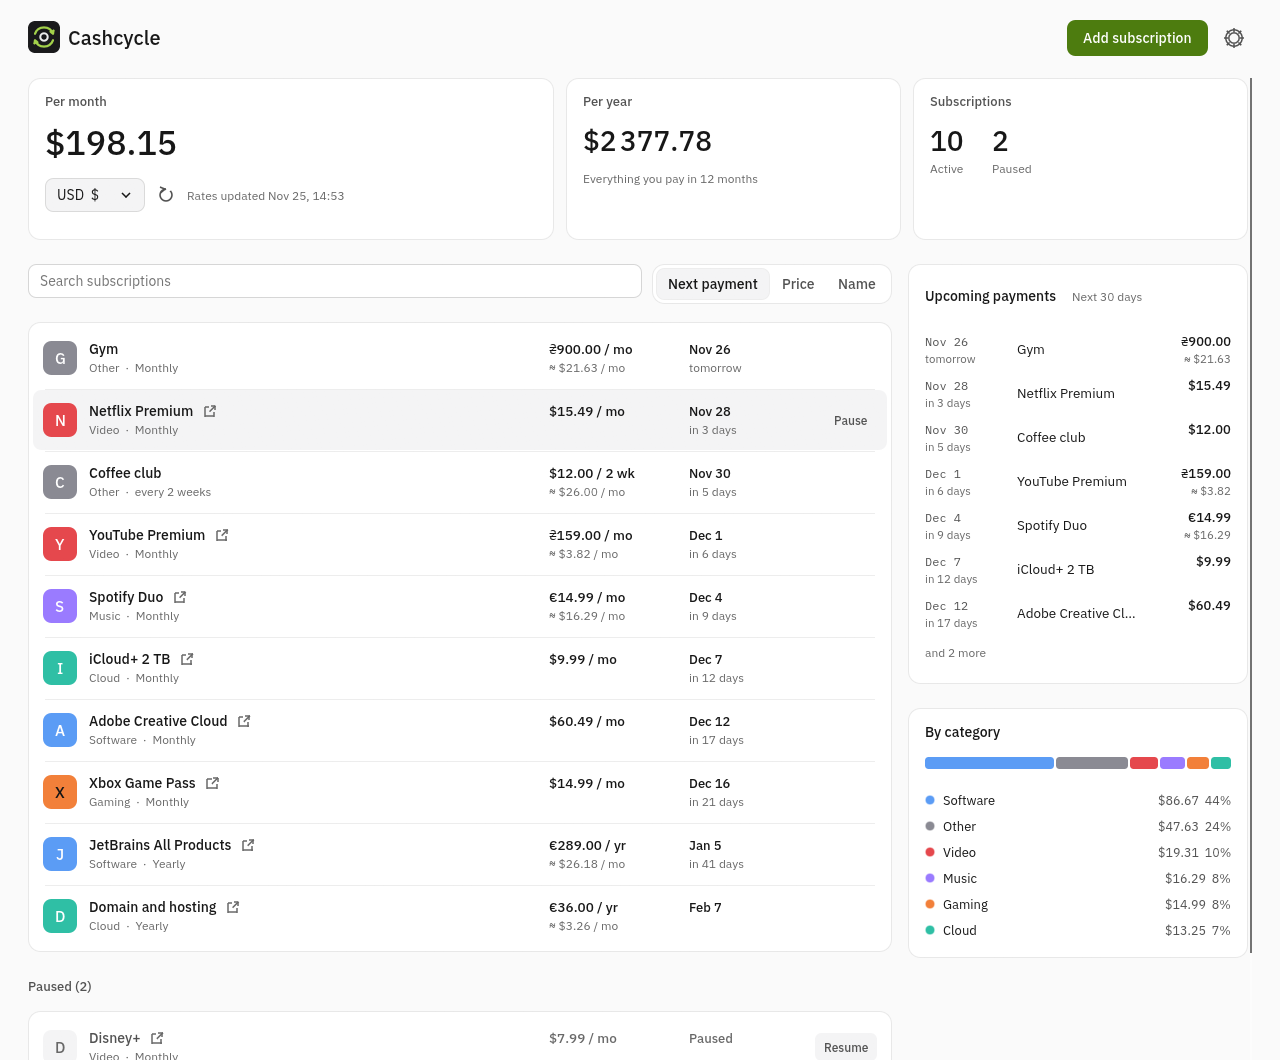 Cashcycle
Add subscription
Per month
$198.15
USD $
Rates updated Nov 25, 14:53
Per year
$2 377.78
Everything you pay in 12 months
Subscriptions
10 2
Active Paused
Search subscriptions
Next payment Price Name
G
Gym
Other · Monthly
₴900.00 / mo
≈ $21.63 / mo
Nov 26
tomorrow
N
Netflix Premium
Video · Monthly
$15.49 / mo
Nov 28
in 3 days
Pause
C
Coffee club
Other · every 2 weeks
$12.00 / 2 wk
≈ $26.00 / mo
Nov 30
in 5 days
Y
YouTube Premium
Video · Monthly
₴159.00 / mo
≈ $3.82 / mo
Dec 1
in 6 days
S
Spotify Duo
Music · Monthly
€14.99 / mo
≈ $16.29 / mo
Dec 4
in 9 days
I
iCloud+ 2 TB
Cloud · Monthly
$9.99 / mo
Dec 7
in 12 days
A
Adobe Creative Cloud
Software · Monthly
$60.49 / mo
Dec 12
in 17 days
X
Xbox Game Pass
Gaming · Monthly
$14.99 / mo
Dec 16
in 21 days
J
JetBrains All Products
Software · Yearly
€289.00 / yr
≈ $26.18 / mo
Jan 5
in 41 days
D
Domain and hosting
Cloud · Yearly
€36.00 / yr
≈ $3.26 / mo
Feb 7
Paused (2)
D
Disney+
Video · Monthly
$7.99 / mo
Paused
Resume
Upcoming payments Next 30 days
Nov 26
tomorrow
Gym
₴900.00
≈ $21.63
Nov 28
in 3 days
Netflix Premium
$15.49
Nov 30
in 5 days
Coffee club
$12.00
Dec 1
in 6 days
YouTube Premium
₴159.00
≈ $3.82
Dec 4
in 9 days
Spotify Duo
€14.99
≈ $16.29
Dec 7
in 12 days
iCloud+ 2 TB
$9.99
Dec 12
in 17 days
Adobe Creative Cl...
$60.49
and 2 more
By category
Software $86.67 44%
Other $47.63 24%
Video $19.31 10%
Music $16.29 8%
Gaming $14.99 8%
Cloud $13.25 7%